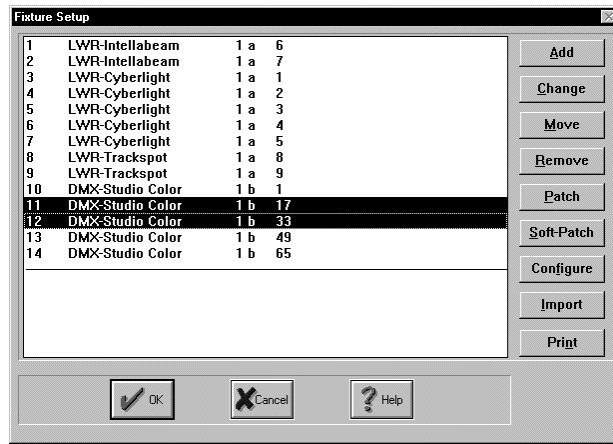 Fixture Setup
1 LWR-Intellabeam 1 a 6
2 LWR-Intellabeam 1 a 7
3 LWR-Cyberlight 1 a 1
4 LWR-Cyberlight 1 a 2
5 LWR-Cyberlight 1 a 3
6 LWR-Cyberlight 1 a 4
7 LWR-Cyberlight 1 a 5
8 LWR-Trackspot 1 a 8
9 LWR-Trackspot 1 a 9
10 DMX-Studio Color 1 b 1
11 DMX-Studio Color 1 b 17
12 DMX-Studio Color 1 b 33
13 DMX-Studio Color 1 b 49
14 DMX-Studio Color 1 b 65
Add
Change
Move
Remove
Patch
Soft-Patch
Configure
Import
Print
OK
Cancel
Help